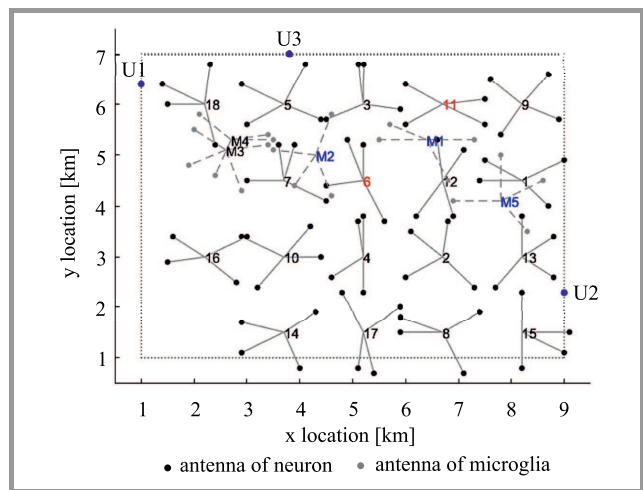 U3
7
U1
6
18
5
3
11
9
M4
M3
M2
M1
5
7
6
12
1
M5
4
16
10
4
2
13
3
U2
2
14
17
8
15
1
1 2 3 4 5 6 7 8 9
y location [km]
x location [km]
antenna of neuron antenna of microglia